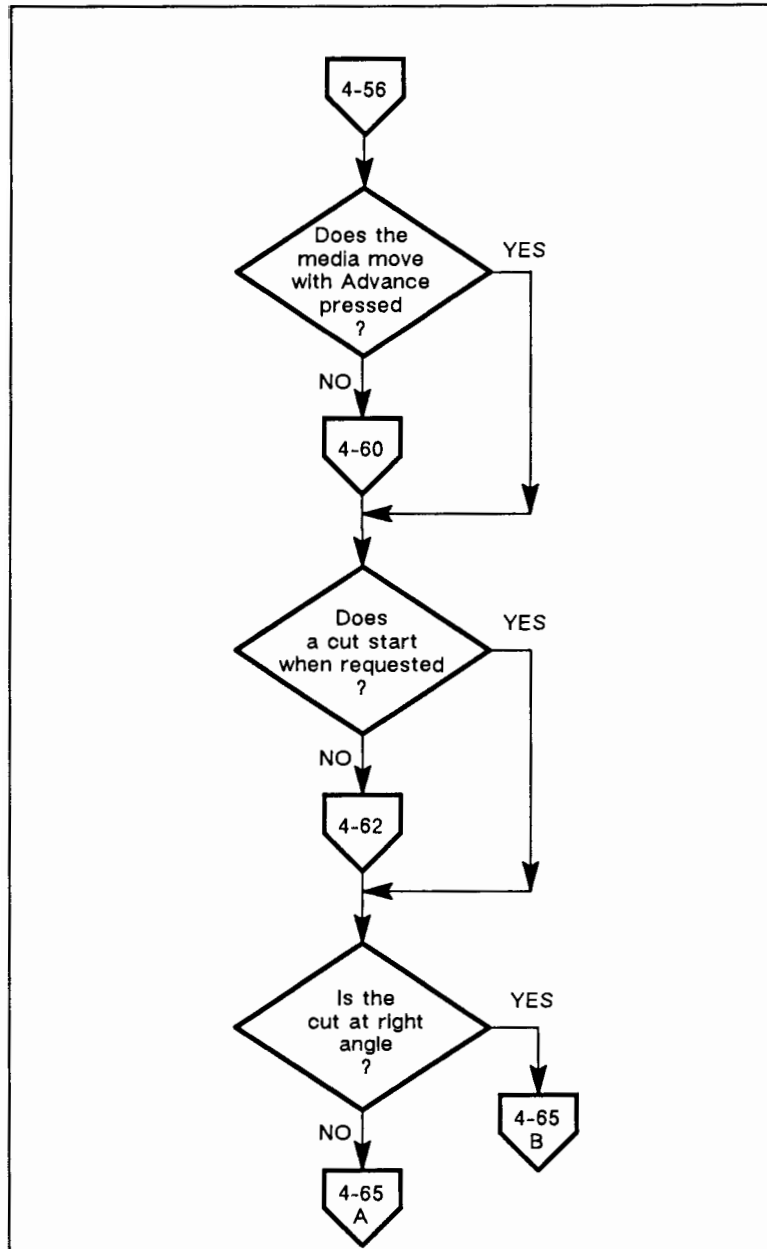 4-56
Does the
media move
with Advance
pressed
?
YES
NO
4-60
Does
a cut start
when requested
?
YES
NO
4-62
Is the
cut at right
angle
?
YES
4-65
B
NO
4-65
A